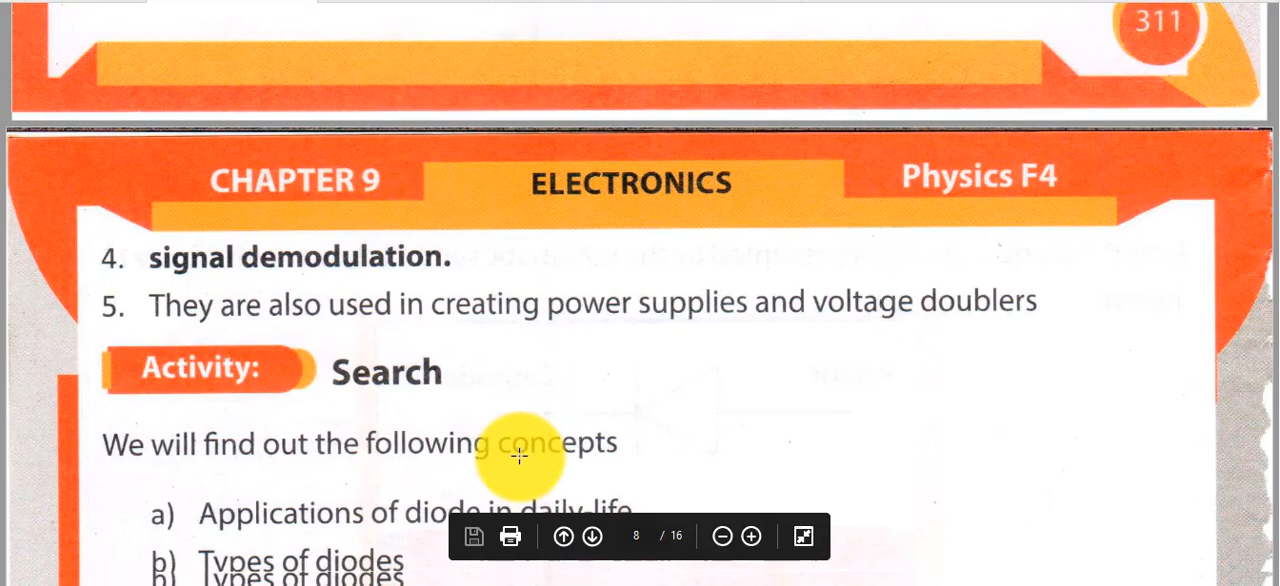 311
CHAPTER 9
ELECTRONICS
Physics F4
4. signal demodulation.
5. They are also used in creating power supplies and voltage doublers
Activity:
Search
We will find out the following concepts
a) Applications of diode in daily-life
b) Types of diodes
8 / 16